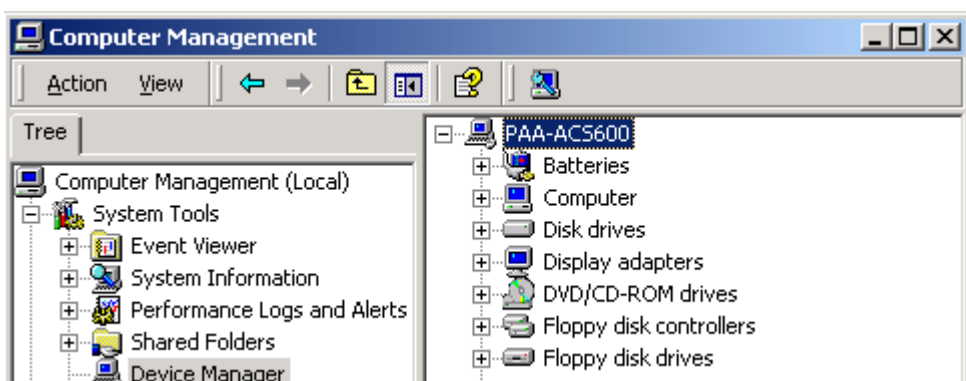 Computer Management
Action View
Tree
Computer Management (Local)
System Tools
Event Viewer
System Information
Performance Logs and Alerts
Shared Folders
Device Manager
PAA-ACS600
Batteries
Computer
Disk drives
Display adapters
DVD/CD-ROM drives
Floppy disk controllers
Floppy disk drives